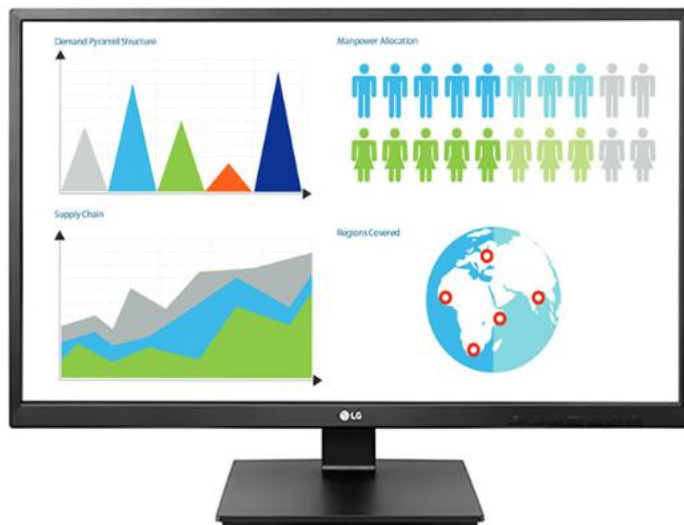 Demand Pyramid Structure
Manpower Allocation
Supply Chain
Regions Covered
LG